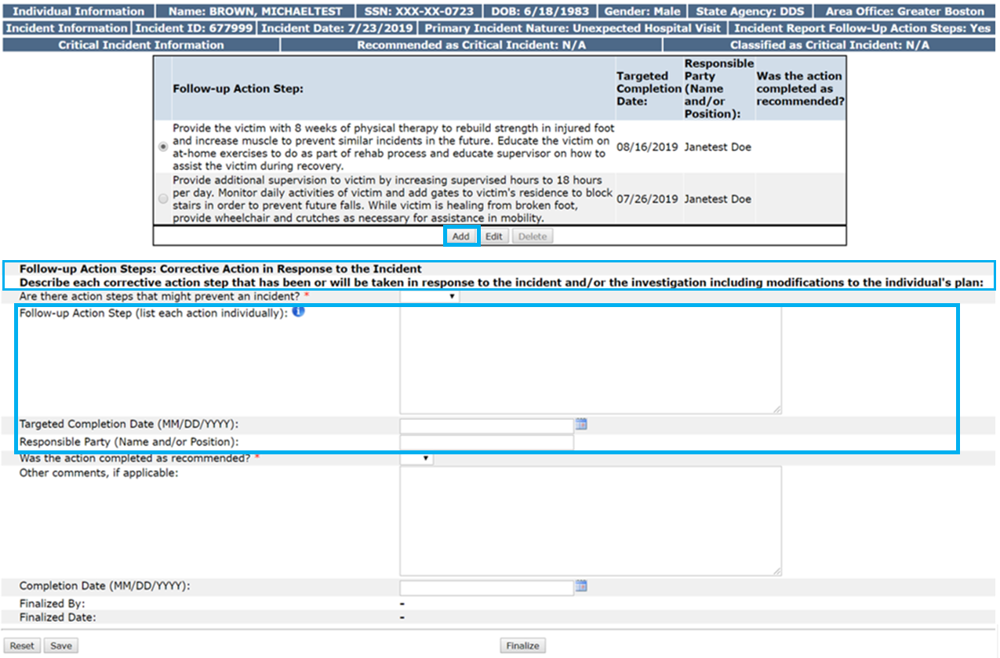 Individual Information Name: BROWN, MICHAELTEST SSN: XXX-XX-0723 DOB: 6/18/1983 Gender: Male State Agency: DDS Area Office: Greater Boston
Incident Information Incident ID: 677999 Incident Date: 7/23/2019 Primary Incident Nature: Unexpected Hospital Visit Incident Report Follow-Up Action Steps: Yes
Critical Incident Information Recommended as Critical Incident: N/A Classified as Critical Incident: N/A
Follow-up Action Step:
Targeted
Completion
Date:
Responsible
Party
(Name
and/or
Position):
Was the action
completed as
recommended?
Provide the victim with 8 weeks of physical therapy to rebuild strength in injured foot
and increase muscle to prevent similar incidents in the future. Educate the victim on
at-home exercises to do as part of rehab process and educate supervisor on how to
assist the victim during recovery.
08/16/2019 Janetest Doe
Provide additional supervision to victim by increasing supervised hours to 18 hours
per day. Monitor daily activities of victim and add gates to victim's residence to block
stairs in order to prevent future falls. While victim is healing from broken foot,
provide wheelchair and crutches as necessary for assistance in mobility.
07/26/2019 Janetest Doe
Add Edit Delete
Follow-up Action Steps: Corrective Action in Response to the Incident
Describe each corrective action step that has been or will be taken in response to the incident and/or the investigation including modifications to the individual's plan:
Are there action steps that might prevent an incident? *
Follow-up Action Step (list each action individually):
Targeted Completion Date (MM/DD/YYYY):
Responsible Party (Name and/or Position):
Was the action completed as recommended? *
Other comments, if applicable:
Completion Date (MM/DD/YYYY):
Finalized By: -
Finalized Date: -
Reset Save Finalize